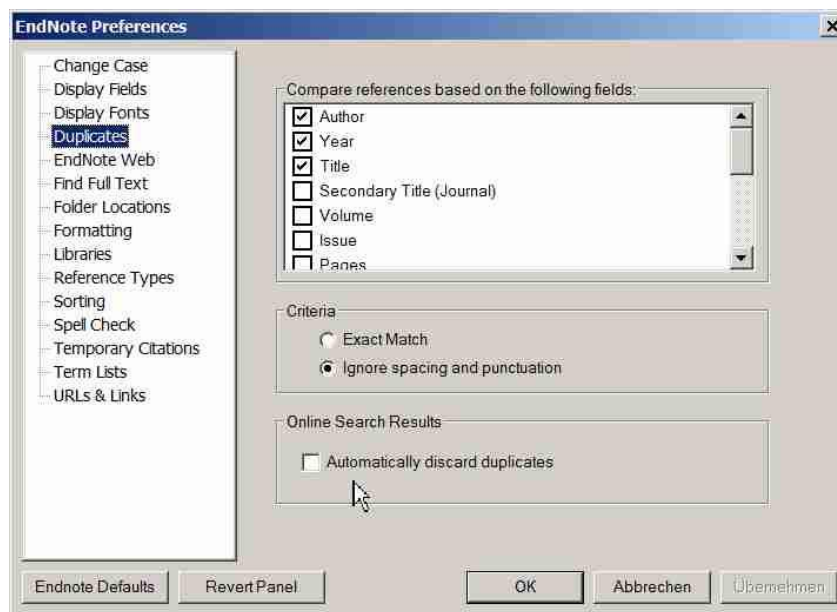 EndNote Preferences
Change Case
Display Fields
Display Fonts
Duplicates
EndNote Web
Find Full Text
Folder Locations
Formatting
Libraries
Reference Types
Sorting
Spell Check
Temporary Citations
Term Lists
URLs & Links
Compare references based on the following fields:
Author
Year
Title
Secondary Title (Journal)
Volume
Issue
Pages
Criteria
Exact Match
Ignore spacing and punctuation
Online Search Results
Automatically discard duplicates
Endnote Defaults
Revert Panel
OK
Abbrechen
Übernehmen